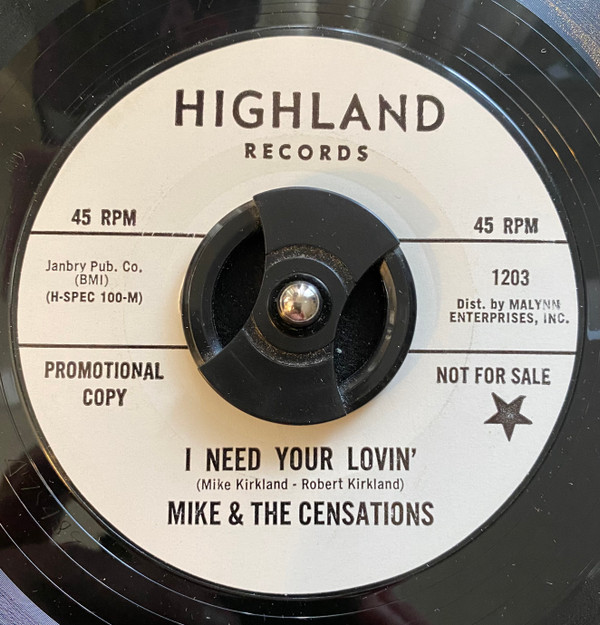 HIGHLAND
RECORDS
45 RPM
45 RPM
Janbry Pub. Co.
(BMI)
(H-SPEC 100-M)
1203
Dist. by MALYNN
ENTERPRISES, INC.
PROMOTIONAL
COPY
NOT FOR SALE
I NEED YOUR LOVIN'
(Mike Kirkland - Robert Kirkland)
MIKE & THE CENSATIONS